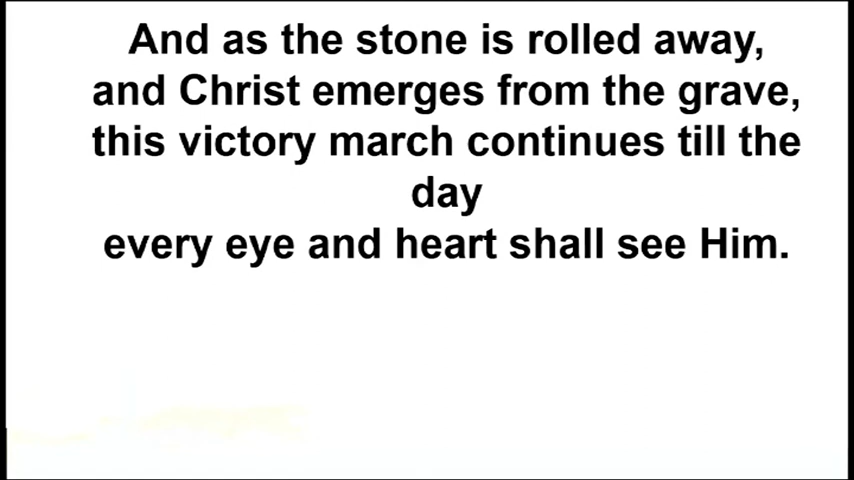 And as the stone is rolled away,
and Christ emerges from the grave,
this victory march continues till the
day
every eye and heart shall see Him.